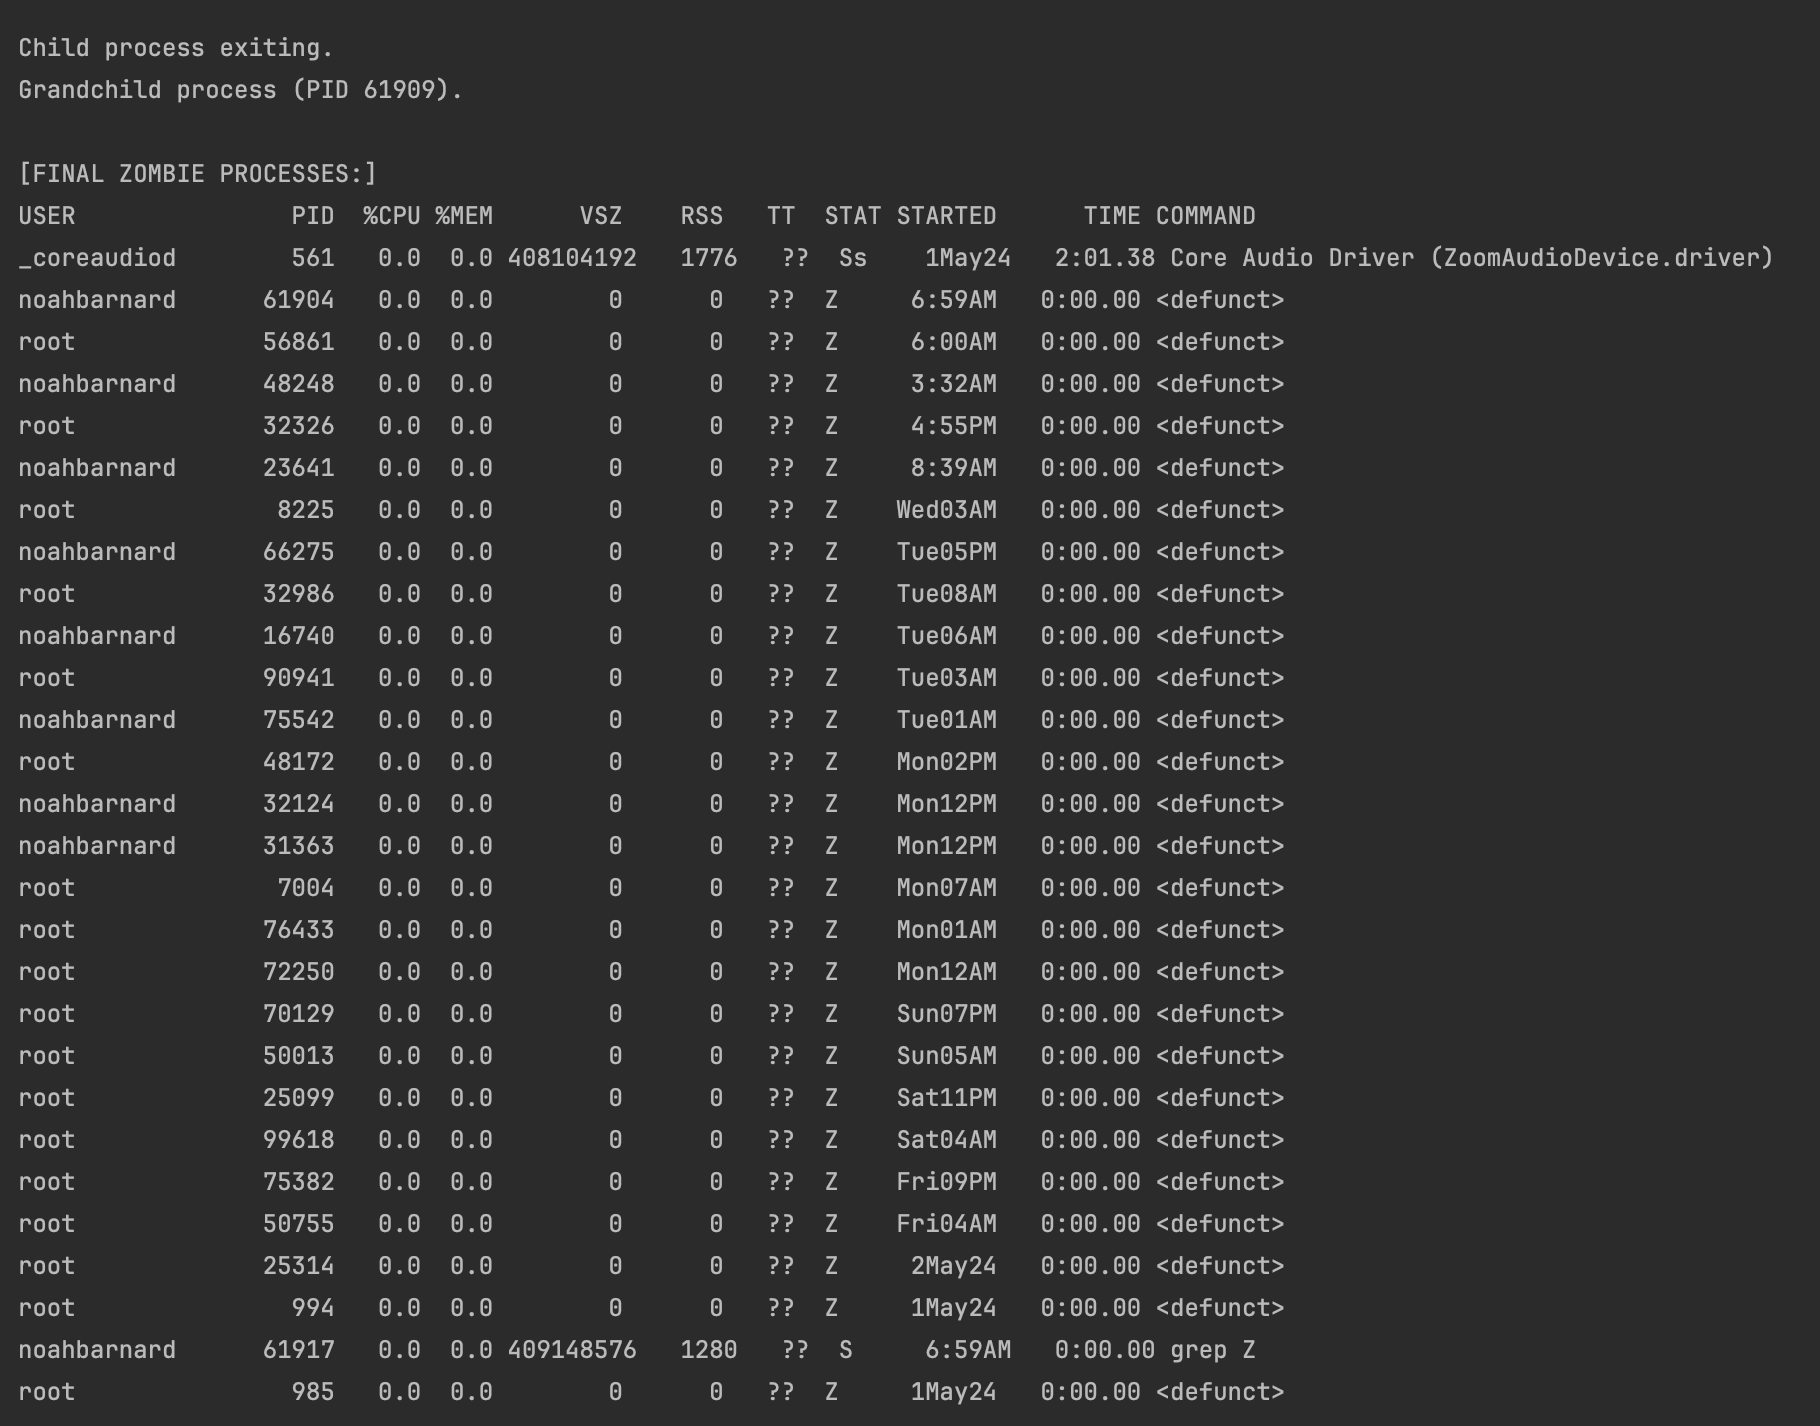 Child process exiting.
Grandchild process (PID 61909).
[FINAL ZOMBIE PROCESSES:]
USER PID %CPU %MEM VSZ RSS TT STAT STARTED TIME COMMAND
_coreaudiod 561 0.0 0.0 408104192 1776 ?? Ss 1May24 2:01.38 Core Audio Driver (ZoomAudioDevice.driver)
noahbarnard 61904 0.0 0.0 0 0 ?? Z 6:59AM 0:00.00 <defunct>
root 56861 0.0 0.0 0 0 ?? Z 6:00AM 0:00.00 <defunct>
noahbarnard 48248 0.0 0.0 0 0 ?? Z 3:32AM 0:00.00 <defunct>
root 32326 0.0 0.0 0 0 ?? Z 4:55PM 0:00.00 <defunct>
noahbarnard 23641 0.0 0.0 0 0 ?? Z 8:39AM 0:00.00 <defunct>
root 8225 0.0 0.0 0 0 ?? Z Wed03AM 0:00.00 <defunct>
noahbarnard 66275 0.0 0.0 0 0 ?? Z Tue05PM 0:00.00 <defunct>
root 32986 0.0 0.0 0 0 ?? Z Tue08AM 0:00.00 <defunct>
noahbarnard 16740 0.0 0.0 0 0 ?? Z Tue06AM 0:00.00 <defunct>
root 90941 0.0 0.0 0 0 ?? Z Tue03AM 0:00.00 <defunct>
noahbarnard 75542 0.0 0.0 0 0 ?? Z Tue01AM 0:00.00 <defunct>
root 48172 0.0 0.0 0 0 ?? Z Mon02PM 0:00.00 <defunct>
noahbarnard 32124 0.0 0.0 0 0 ?? Z Mon12PM 0:00.00 <defunct>
noahbarnard 31363 0.0 0.0 0 0 ?? Z Mon12PM 0:00.00 <defunct>
root 7004 0.0 0.0 0 0 ?? Z Mon07AM 0:00.00 <defunct>
root 76433 0.0 0.0 0 0 ?? Z Mon01AM 0:00.00 <defunct>
root 72250 0.0 0.0 0 0 ?? Z Mon12AM 0:00.00 <defunct>
root 70129 0.0 0.0 0 0 ?? Z Sun07PM 0:00.00 <defunct>
root 50013 0.0 0.0 0 0 ?? Z Sun05AM 0:00.00 <defunct>
root 25099 0.0 0.0 0 0 ?? Z Sat11PM 0:00.00 <defunct>
root 99618 0.0 0.0 0 0 ?? Z Sat04AM 0:00.00 <defunct>
root 75382 0.0 0.0 0 0 ?? Z Fri09PM 0:00.00 <defunct>
root 50755 0.0 0.0 0 0 ?? Z Fri04AM 0:00.00 <defunct>
root 25314 0.0 0.0 0 0 ?? Z 2May24 0:00.00 <defunct>
root 994 0.0 0.0 0 0 ?? Z 1May24 0:00.00 <defunct>
noahbarnard 61917 0.0 0.0 409148576 1280 ?? S 6:59AM 0:00.00 grep Z
root 985 0.0 0.0 0 0 ?? Z 1May24 0:00.00 <defunct>